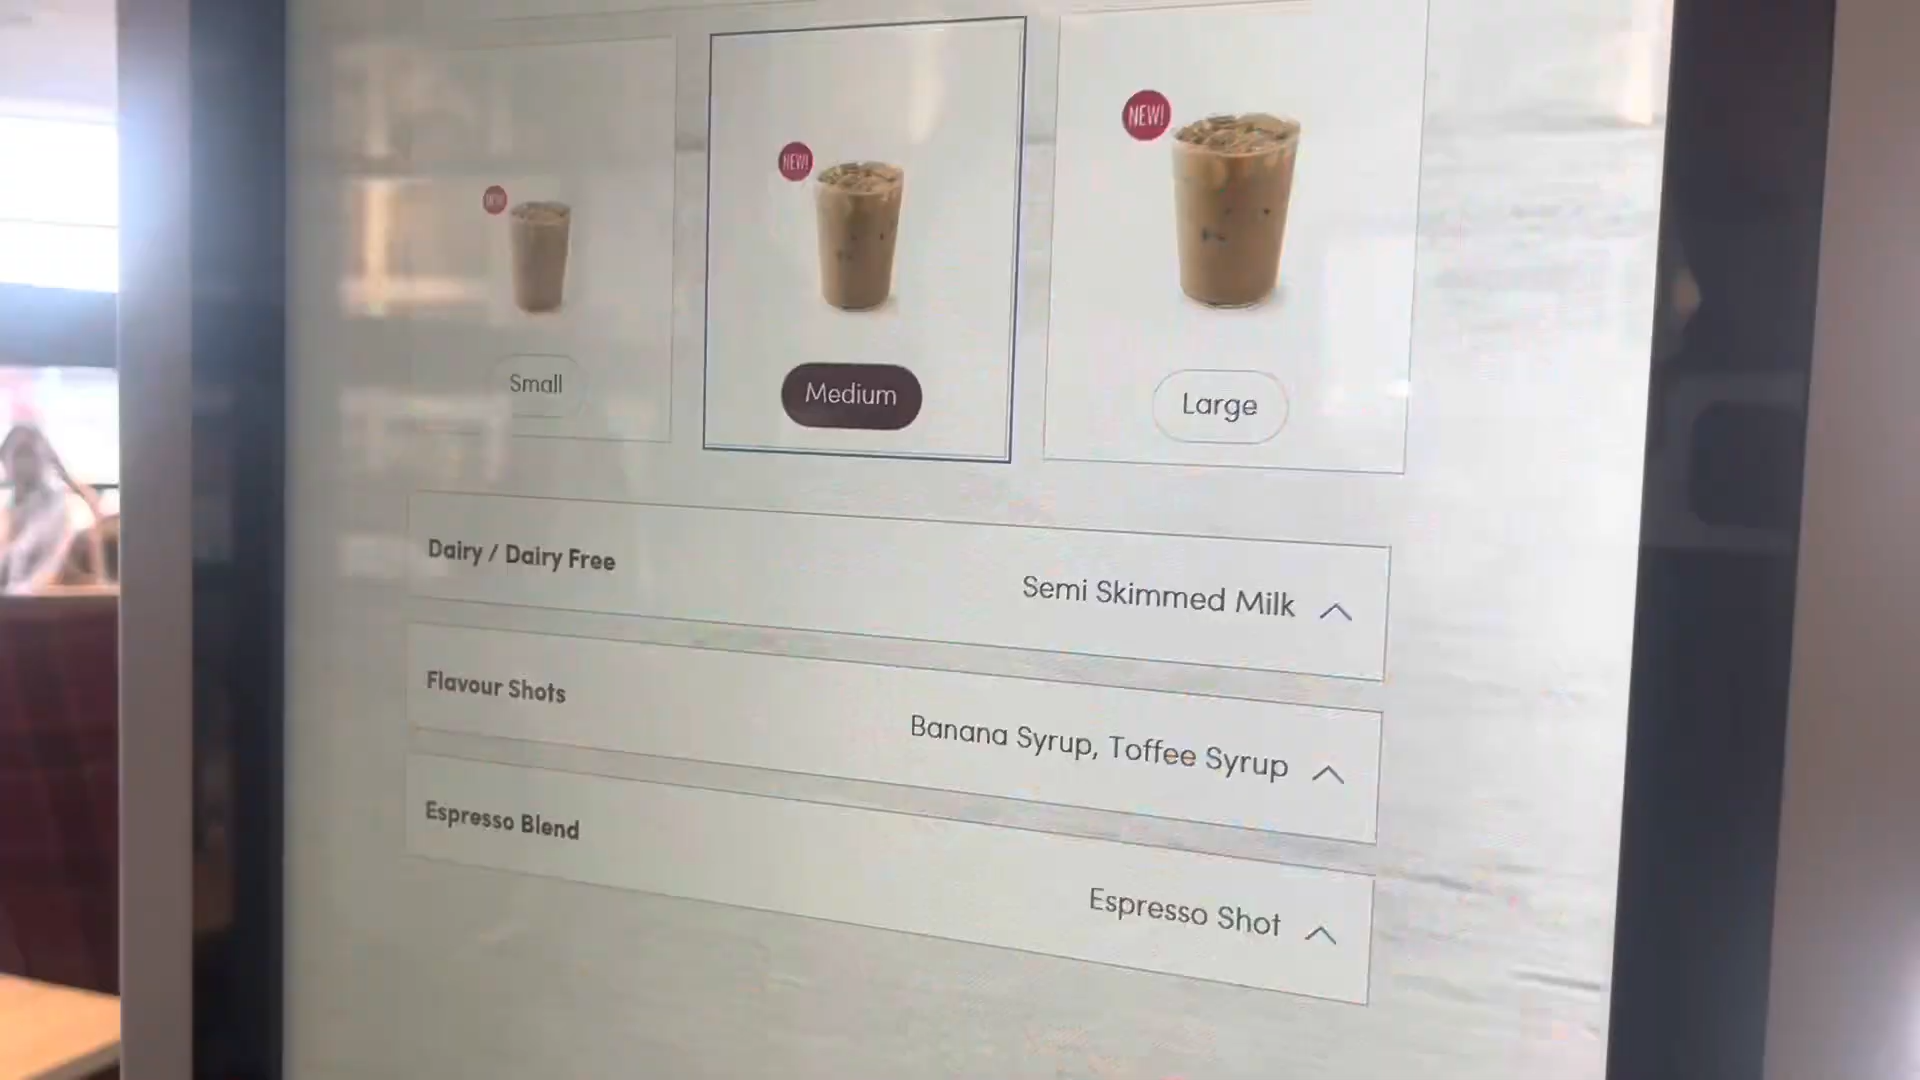 NEW!
NEW!
NEW!
Small
Medium
Large
Dairy / Dairy Free
Semi Skimmed Milk
Flavour Shots
Banana Syrup, Toffee Syrup
Espresso Blend
Espresso Shot